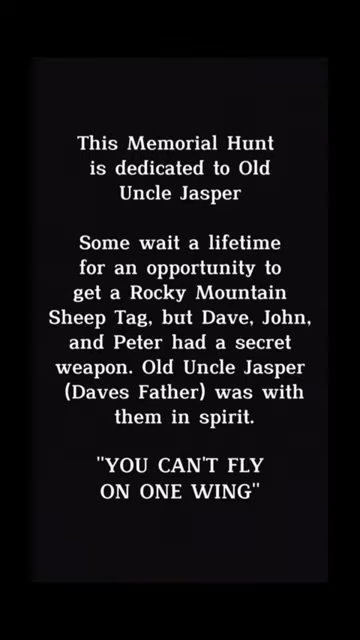 This Memorial Hunt
is dedicated to Old
Uncle Jasper
Some wait a lifetime
for an opportunity to
get a Rocky Mountain
Sheep Tag, but Dave, John,
and Peter had a secret
weapon. Old Uncle Jasper
(Daves Father) was with
them in spirit.
"YOU CAN'T FLY
ON ONE WING"